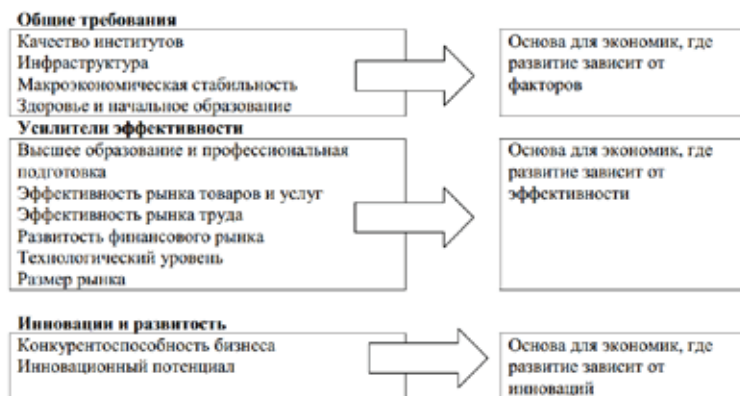 Общие требования
Качество институтов
Инфраструктура
Макроэкономическая стабильность
Здоровье и начальное образование
Основа для экономик, где
развитие зависит от
факторов
Усилители эффективности
Высшее образование и профессиональная
подготовка
Эффективность рынка товаров и услуг
Эффективность рынка труда
Развитость финансового рынка
Технологический уровень
Размер рынка
Основа для экономик, где
развитие зависит от
эффективности
Инновации и развитость
Конкурентоспособность бизнеса
Инновационный потенциал
Основа для экономик, где
развитие зависит от
инноваций